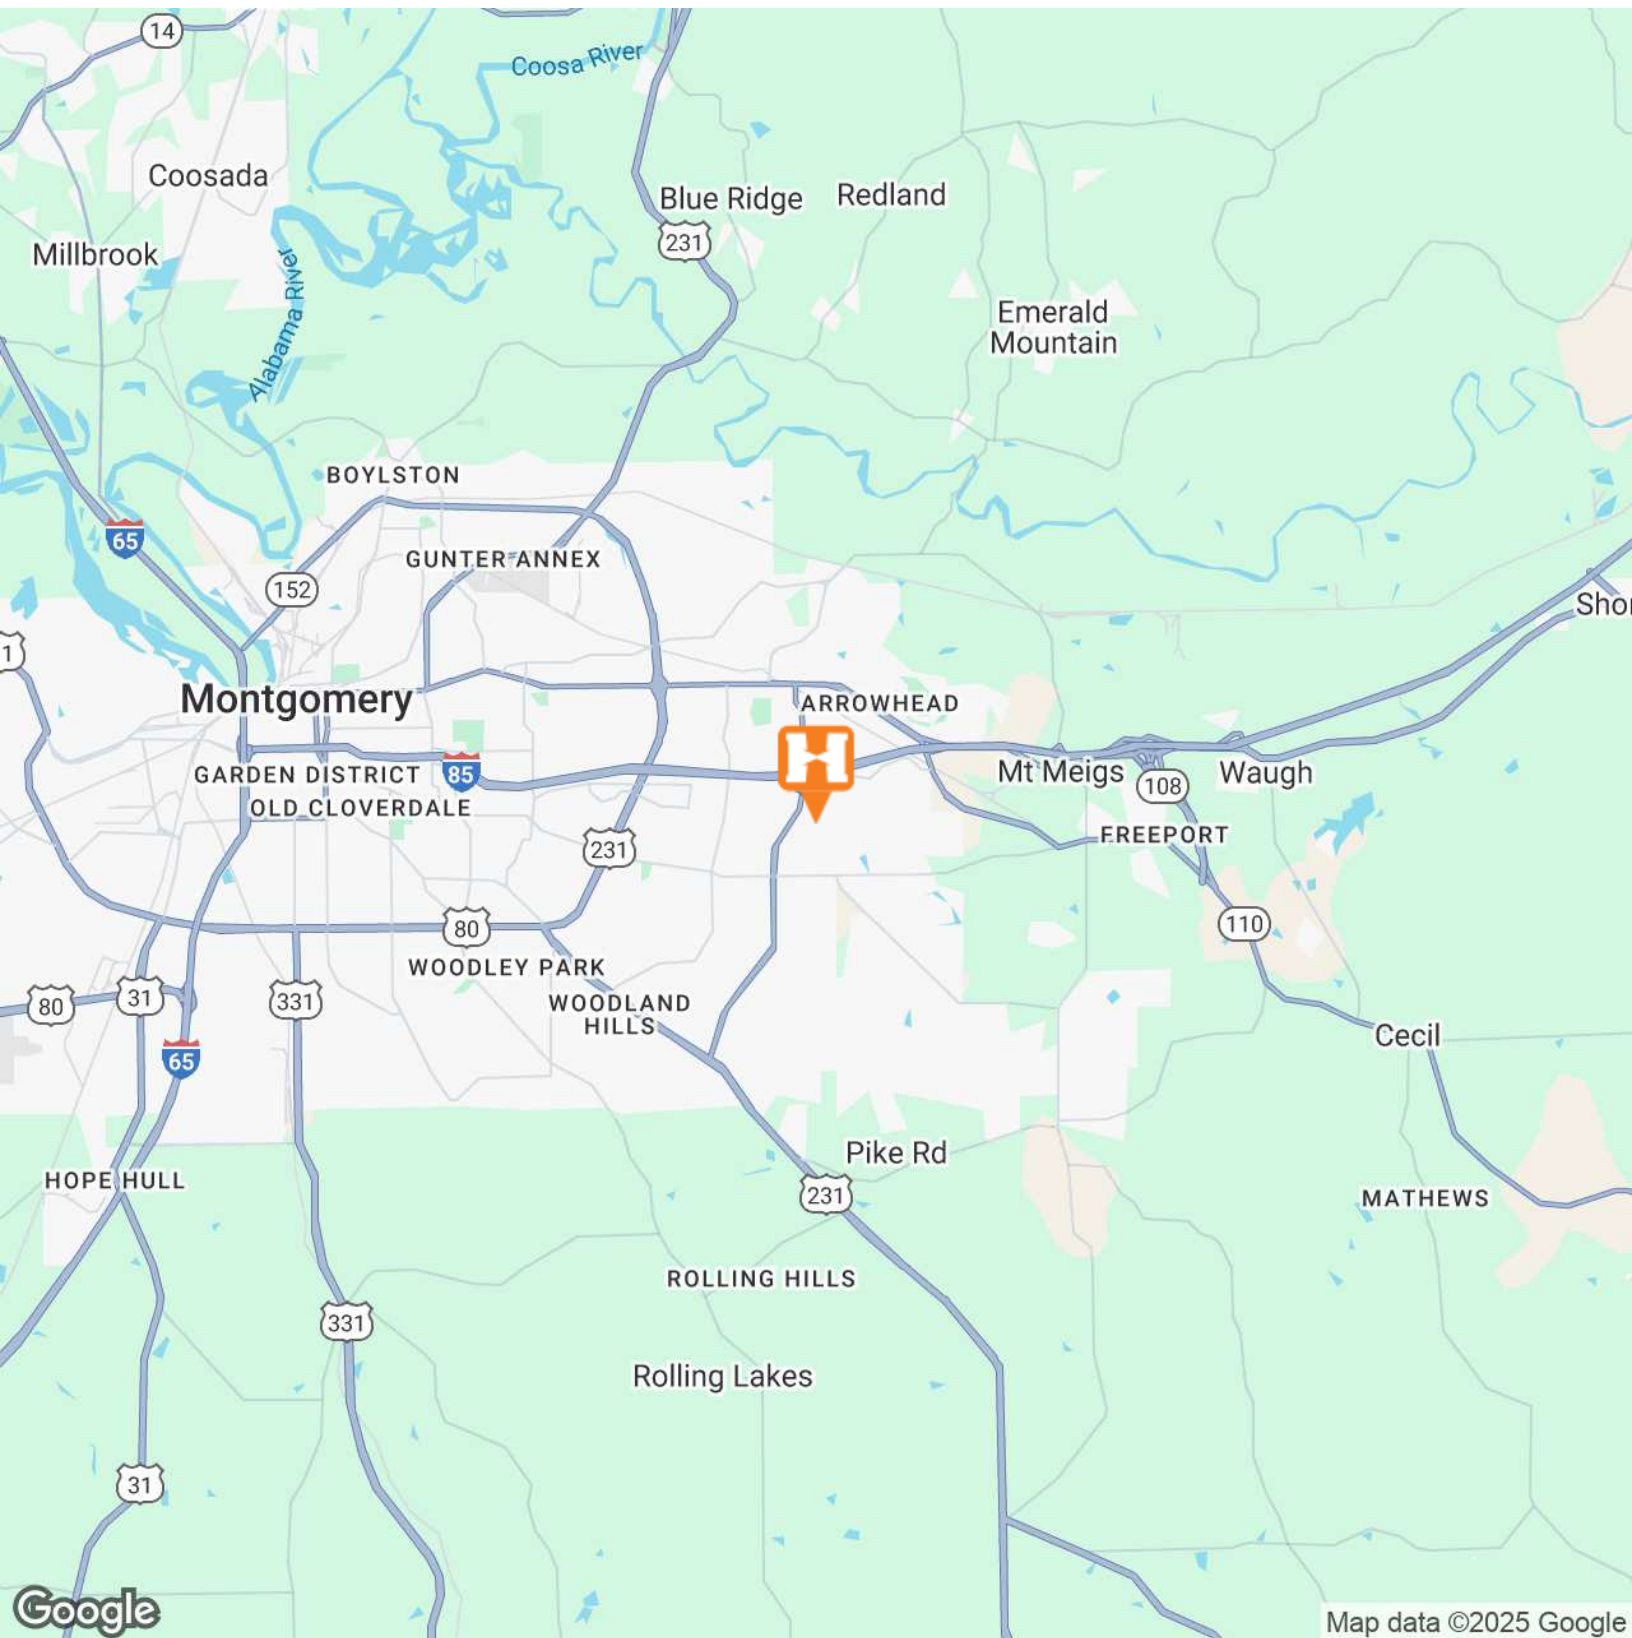 14
Coosa River
Coosada
Blue Ridge
Redland
231
Millbrook
Alabama River
Emerald
Mountain
BOYLSTON
65
GUNTER ANNEX
152
Shor
1
Montgomery
ARROWHEAD
H
GARDEN DISTRICT
85
Mt Meigs
108
Waugh
OLD CLOVERDALE
231
FREEPORT
80
110
WOODLEY PARK
80
31
331
WOODLAND
HILLS
65
Cecil
Pike Rd
HOPE HULL
231
MATHEWS
ROLLING HILLS
331
Rolling Lakes
31
Google
Map data ©2025 Google